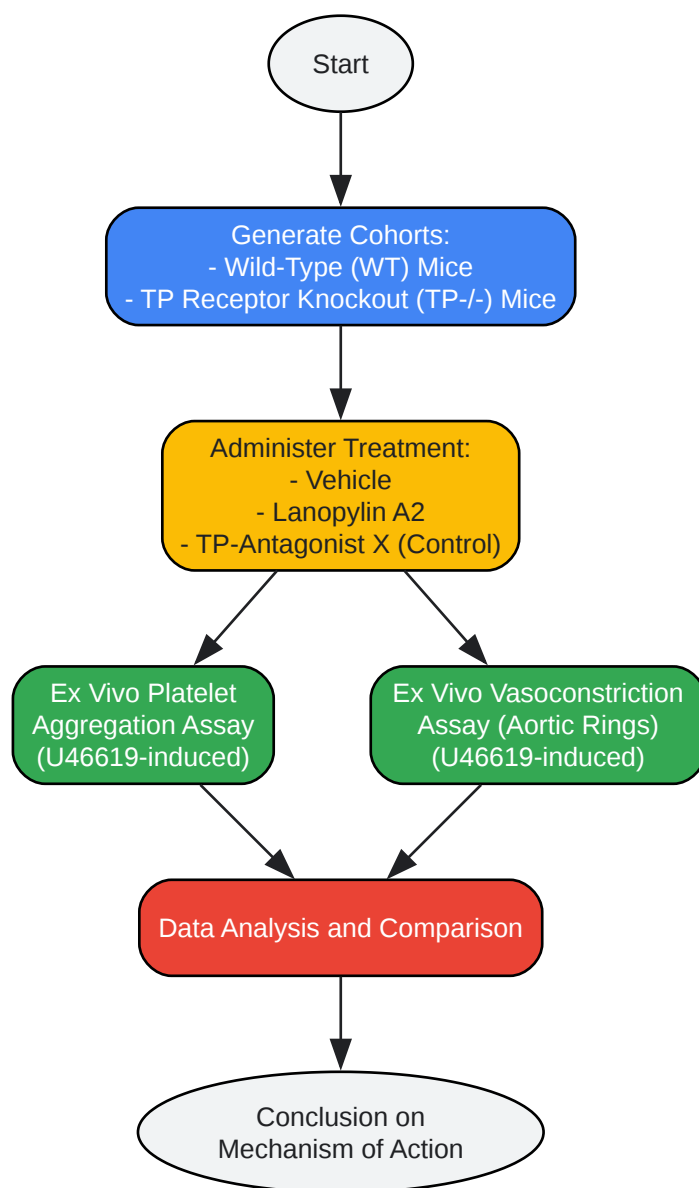 Start
Generate Cohorts:
- Wild-Type (WT) Mice
- TP Receptor Knockout (TP-/-) Mice
Administer Treatment:
- Vehicle
- Lanopylin A2
- TP-Antagonist X (Control)
Ex Vivo Platelet
Aggregation Assay
(U46619-induced)
Ex Vivo Vasoconstriction
Assay (Aortic Rings)
(U46619-induced)
Data Analysis and Comparison
Conclusion on
Mechanism of Action